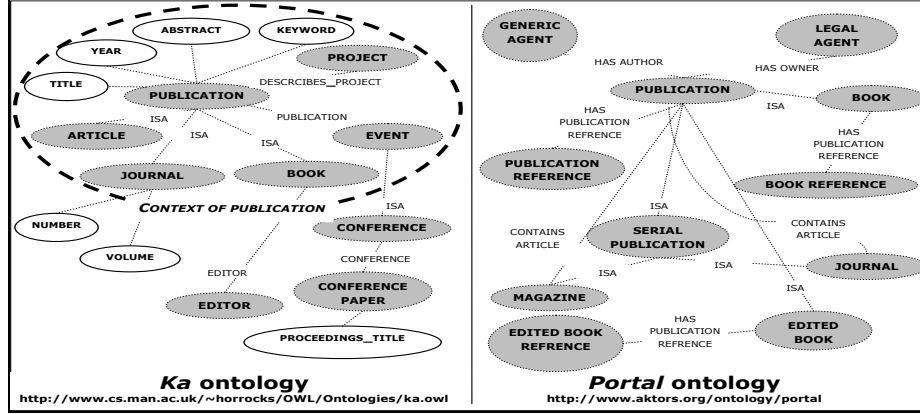 ABSTRACT
KEYWORD
YEAR
PROJECT
TITLE
DESCRCIBES_PROJECT
PUBLICATION
ISA
PUBLICATION
ARTICLE
ISA
EVENT
ISA
JOURNAL
BOOK
CONTEXT OF PUBLICATION
ISA
NUMBER
CONFERENCE
VOLUME
CONFERENCE
EDITOR
CONFERENCE
PAPER
EDITOR
PROCEEDINGS_TITLE
Ka ontology
http://www.cs.man.ac.uk/~horrocks/OWL/Ontologies/ka.owl
GENERIC
AGENT
LEGAL
AGENT
HAS AUTHOR
HAS OWNER
PUBLICATION
BOOK
ISA
HAS
PUBLICATION
REFRENCE
HAS
PUBLICATION
REFERENCE
PUBLICATION
REFERENCE
BOOK REFERENCE
ISA
CONTAINS
ARTICLE
SERIAL
PUBLICATION
CONTAINS
ARTICLE
ISA
ISA
JOURNAL
MAGAZINE
ISA
EDITED BOOK
REFRENCE
HAS
PUBLICATION
REFRENCE
EDITED
BOOK
Portal ontology
http://www.aktors.org/ontology/portal